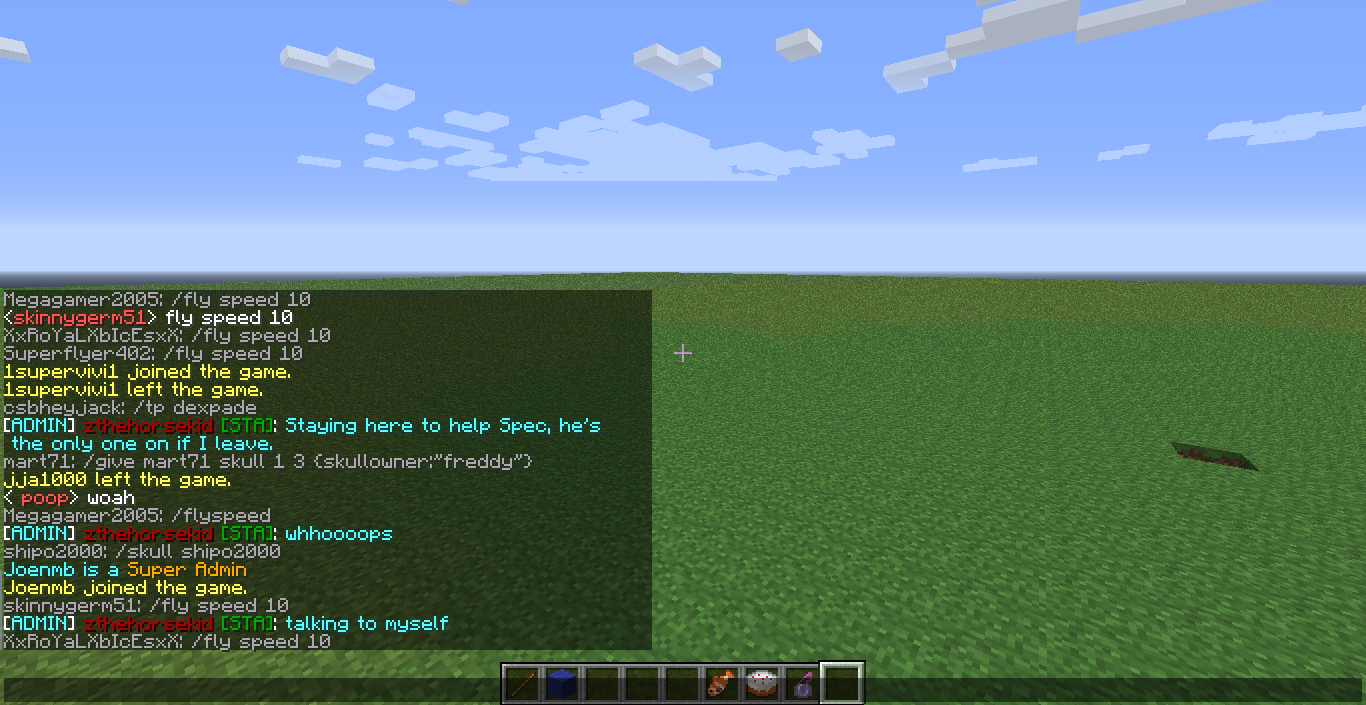 Megagamer2005: /fly speed 10
<skinnygerm51> fly speed 10
XxRoYaLXbIcEsxX: /fly speed 10
Superflyer402: /fly speed 10
1supervivi1 joined the game.
1supervivi1 left the game.
csbheyjack: /tp dexpade
[ADMIN] zthehorsekid [STA]: Staying here to help Spec, he's
the only one on if I leave.
mart71: /give mart71 skull 1 3 {skullowner:"freddy"}
jja1000 left the game.
< poop> woah
Megagamer2005: /flyspeed
[ADMIN] zthehorsekid [STA]: whhoooops
shipo2000: /skull shipo2000
Joenmb is a Super Admin
Joenmb joined the game.
skinnygerm51: /fly speed 10
[ADMIN] zthehorsekid [STA]: talking to myself
XxRoYaLXbIcEsxX: /fly speed 10